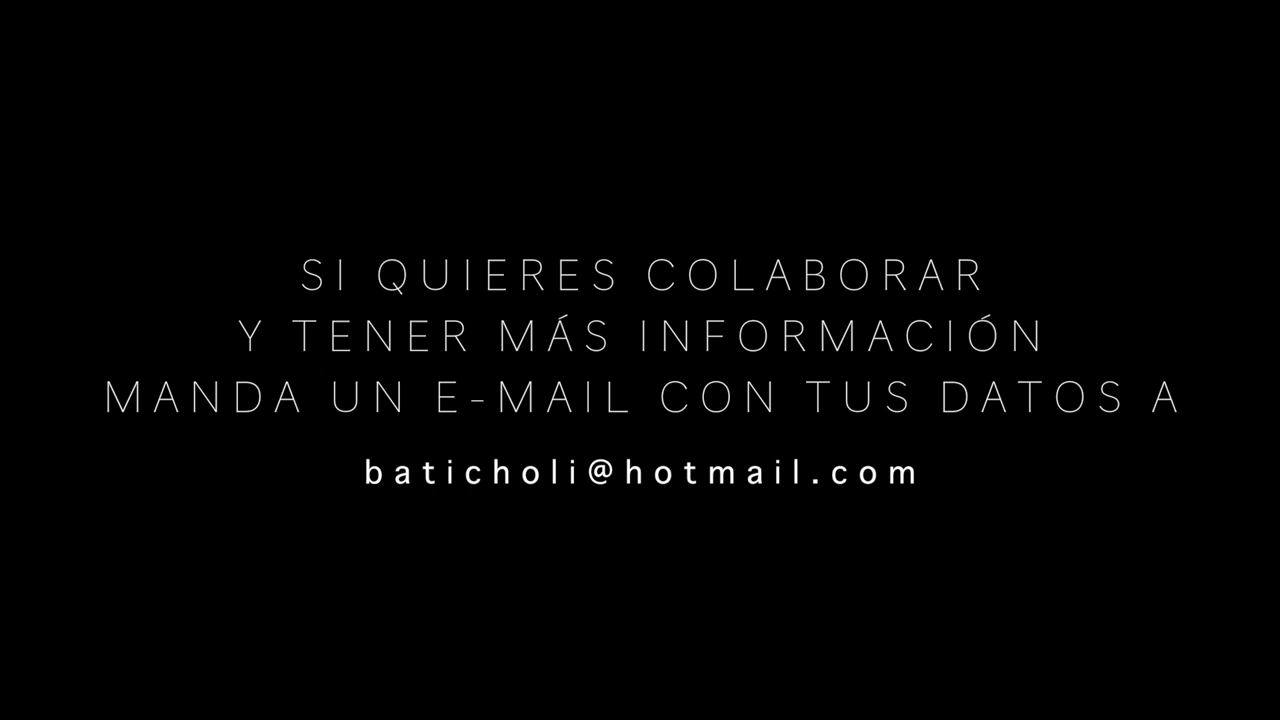 SI QUIERES COLABORAR
Y TENER MÁS INFORMACIÓN
MANDA UN E-MAIL CON TUS DATOS A
baticholi@hotmail.com